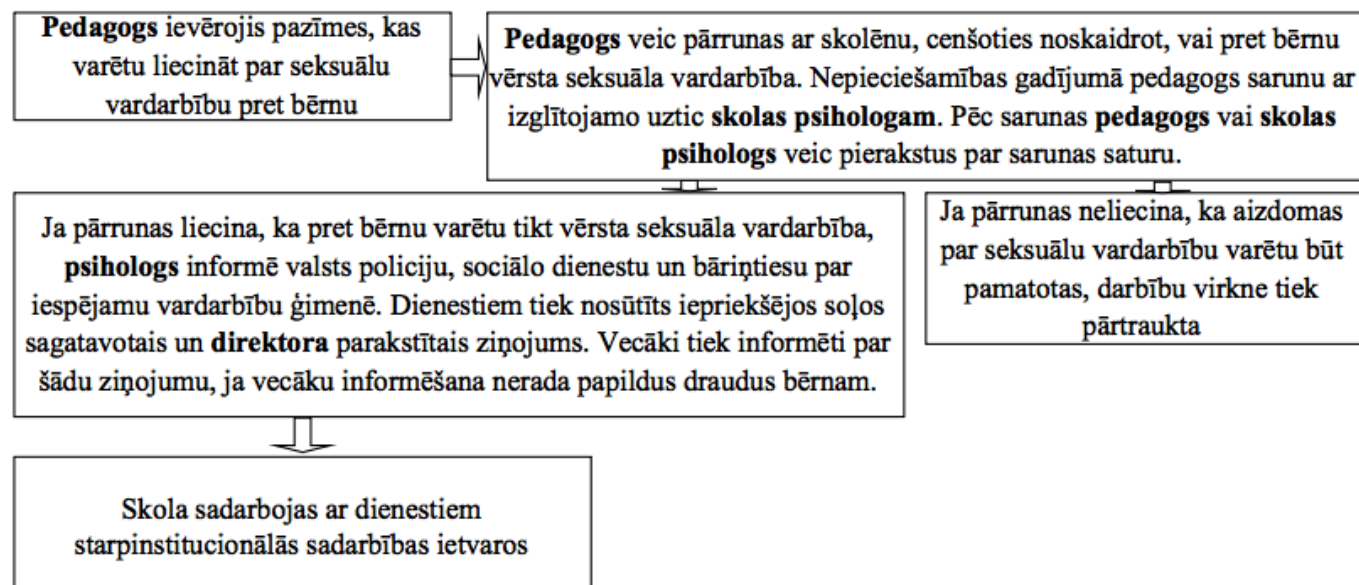 Pedagogs ievērojis pazīmes, kas
varētu liecināt par seksuālu
vardarbību pret bērnu
Pedagogs veic pārrunas ar skolēnu, cenšoties noskaidrot, vai pret bērnu
vērsta seksuāla vardarbība. Nepieciešamības gadījumā pedagogs sarunu ar
izglītojamo uztic skolas psihologam. Pēc sarunas pedagogs vai skolas
psihologs veic pierakstus par sarunas saturu.
Ja pārrunas liecina, ka pret bērnu varētu tikt vērsta seksuāla vardarbība,
psihologs informē valsts policiju, sociālo dienestu un bāriņtiesu par
iespējamu vardarbību ģimenē. Dienestiem tiek nosūtīts iepriekšējos soļos
sagatavotais un direktora parakstītais ziņojums. Vecāki tiek informēti par
šādu ziņojumu, ja vecāku informēšana nerada papildus draudus bērnam.
Ja pārrunas neliecina, ka aizdomas
par seksuālu vardarbību varētu būt
pamatotas, darbību virkne tiek
pārtraukta
Skola sadarbojas ar dienestiem
starpinstitucionālās sadarbības ietvaros